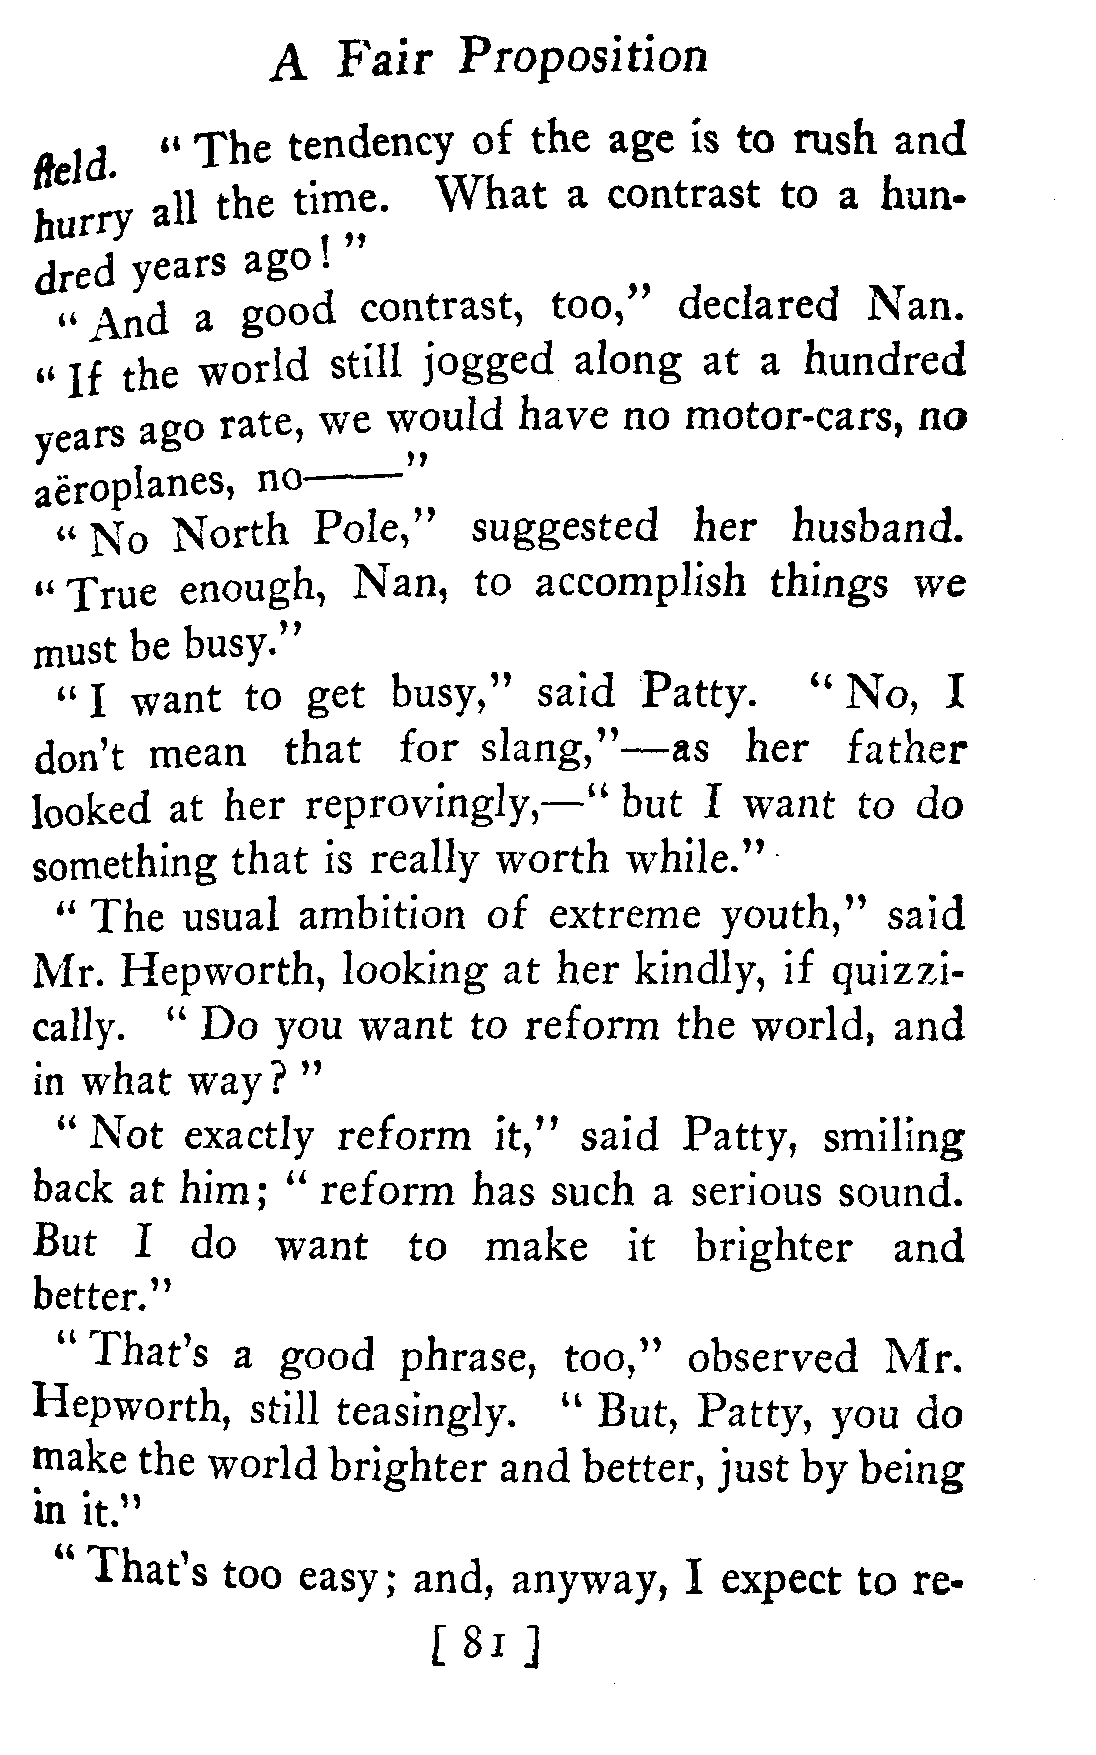 A Fair Proposition
field. "The tendency of the age is to rush and
hurry all the time. What a contrast to a hun-
dred years ago!"
"And a good contrast, too," declared Nan.
"If the world still jogged along at a hundred
years ago rate, we would have no motor-cars, no
aëroplanes, no——"
"No North Pole," suggested her husband.
"True enough, Nan, to accomplish things we
must be busy."
"I want to get busy," said Patty. "No, I
don't mean that for slang,"—as her father
looked at her reprovingly,—"but I want to do
something that is really worth while."
"The usual ambition of extreme youth," said
Mr. Hepworth, looking at her kindly, if quizzi-
cally. "Do you want to reform the world, and
in what way?"
"Not exactly reform it," said Patty, smiling
back at him; "reform has such a serious sound.
But I do want to make it brighter and
better."
"That's a good phrase, too," observed Mr.
Hepworth, still teasingly. "But, Patty, you do
make the world brighter and better, just by being
in it."
"That's too easy; and, anyway, I expect to re-
[ 81 ]